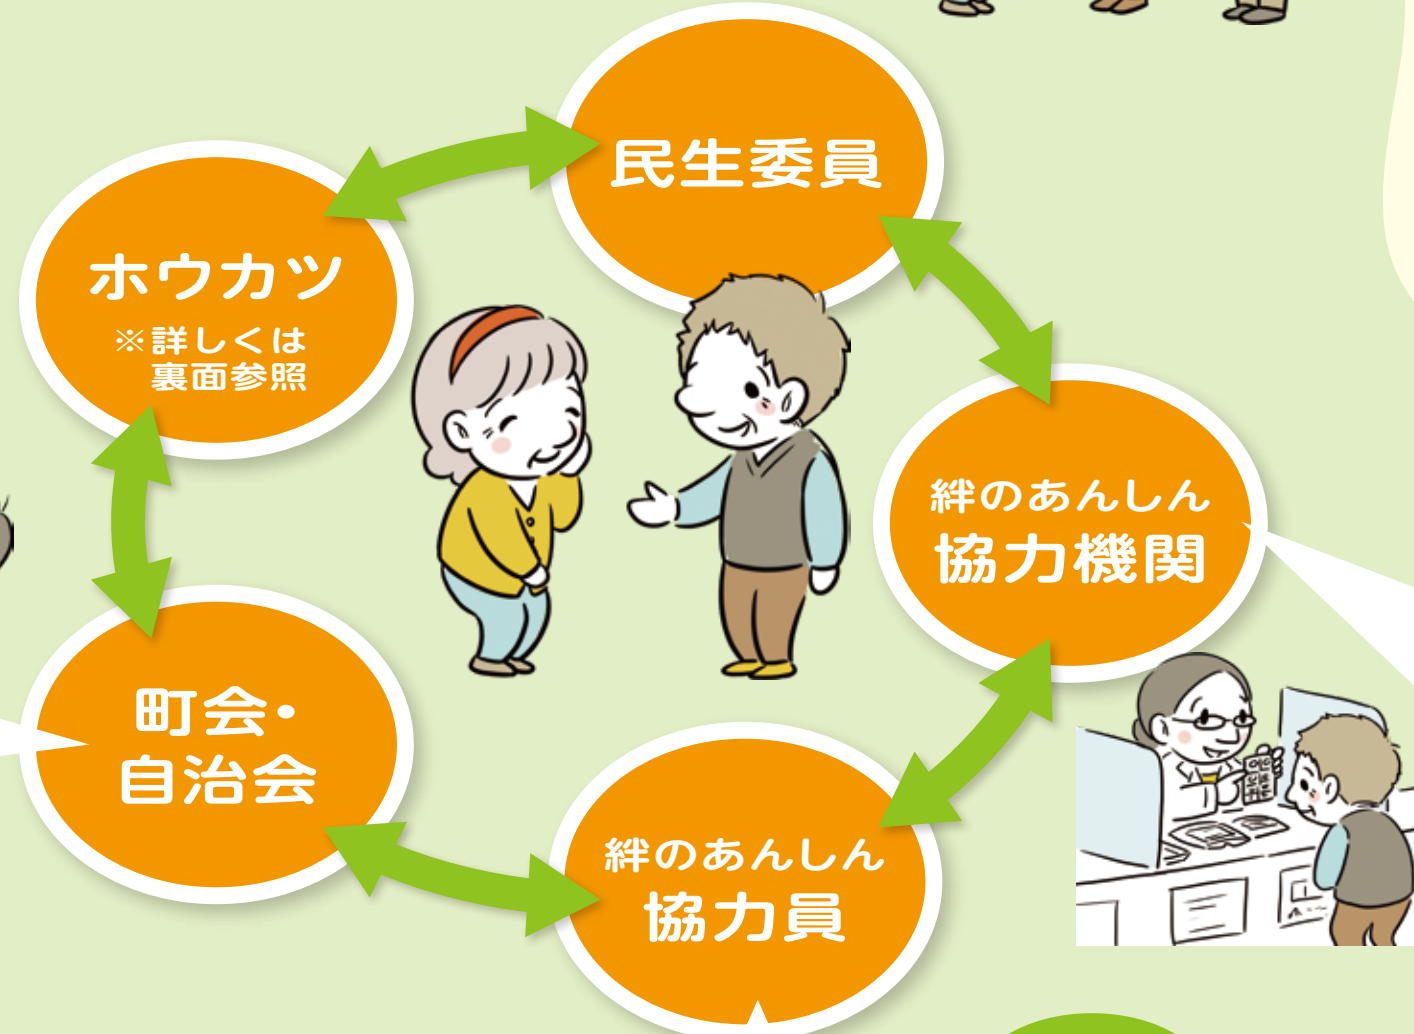 民生委員
ホウカツ
※詳しくは
裏面参照
絆のあんしん
協力機関
町会・
自治会
絆のあんしん
協力員